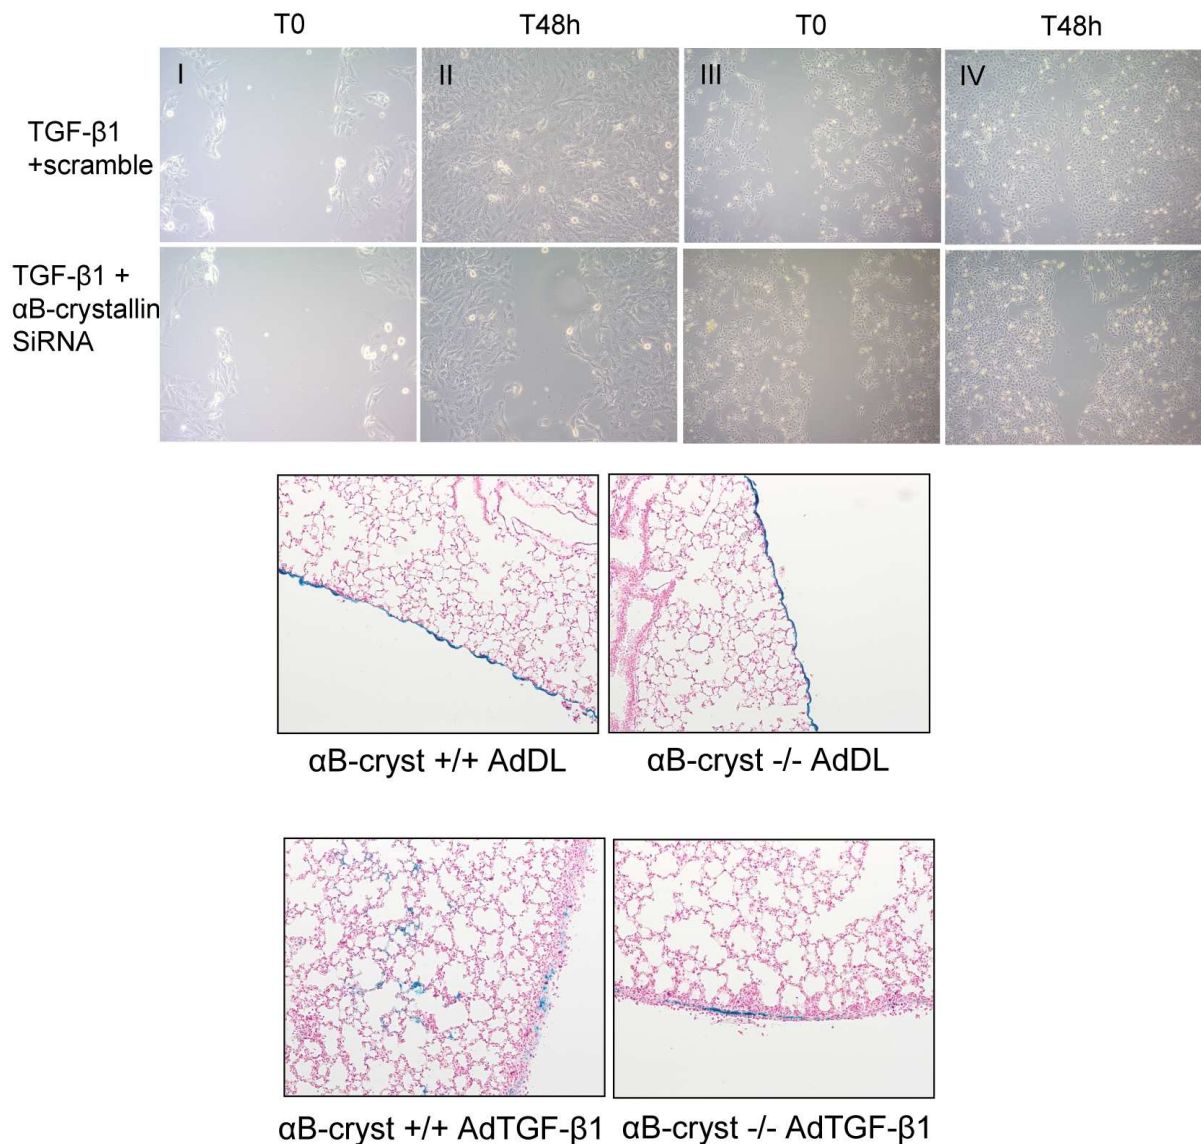 T0
T48h
T0
T48h
TGF-β1
+scramble
I
II
III
IV
TGF-β1 +
αB-crystallin
SiRNA
αB-cryst +/+ AdDL
αB-cryst -/- AdDL
αB-cryst +/+ AdTGF-β1
αB-cryst -/- AdTGF-β1